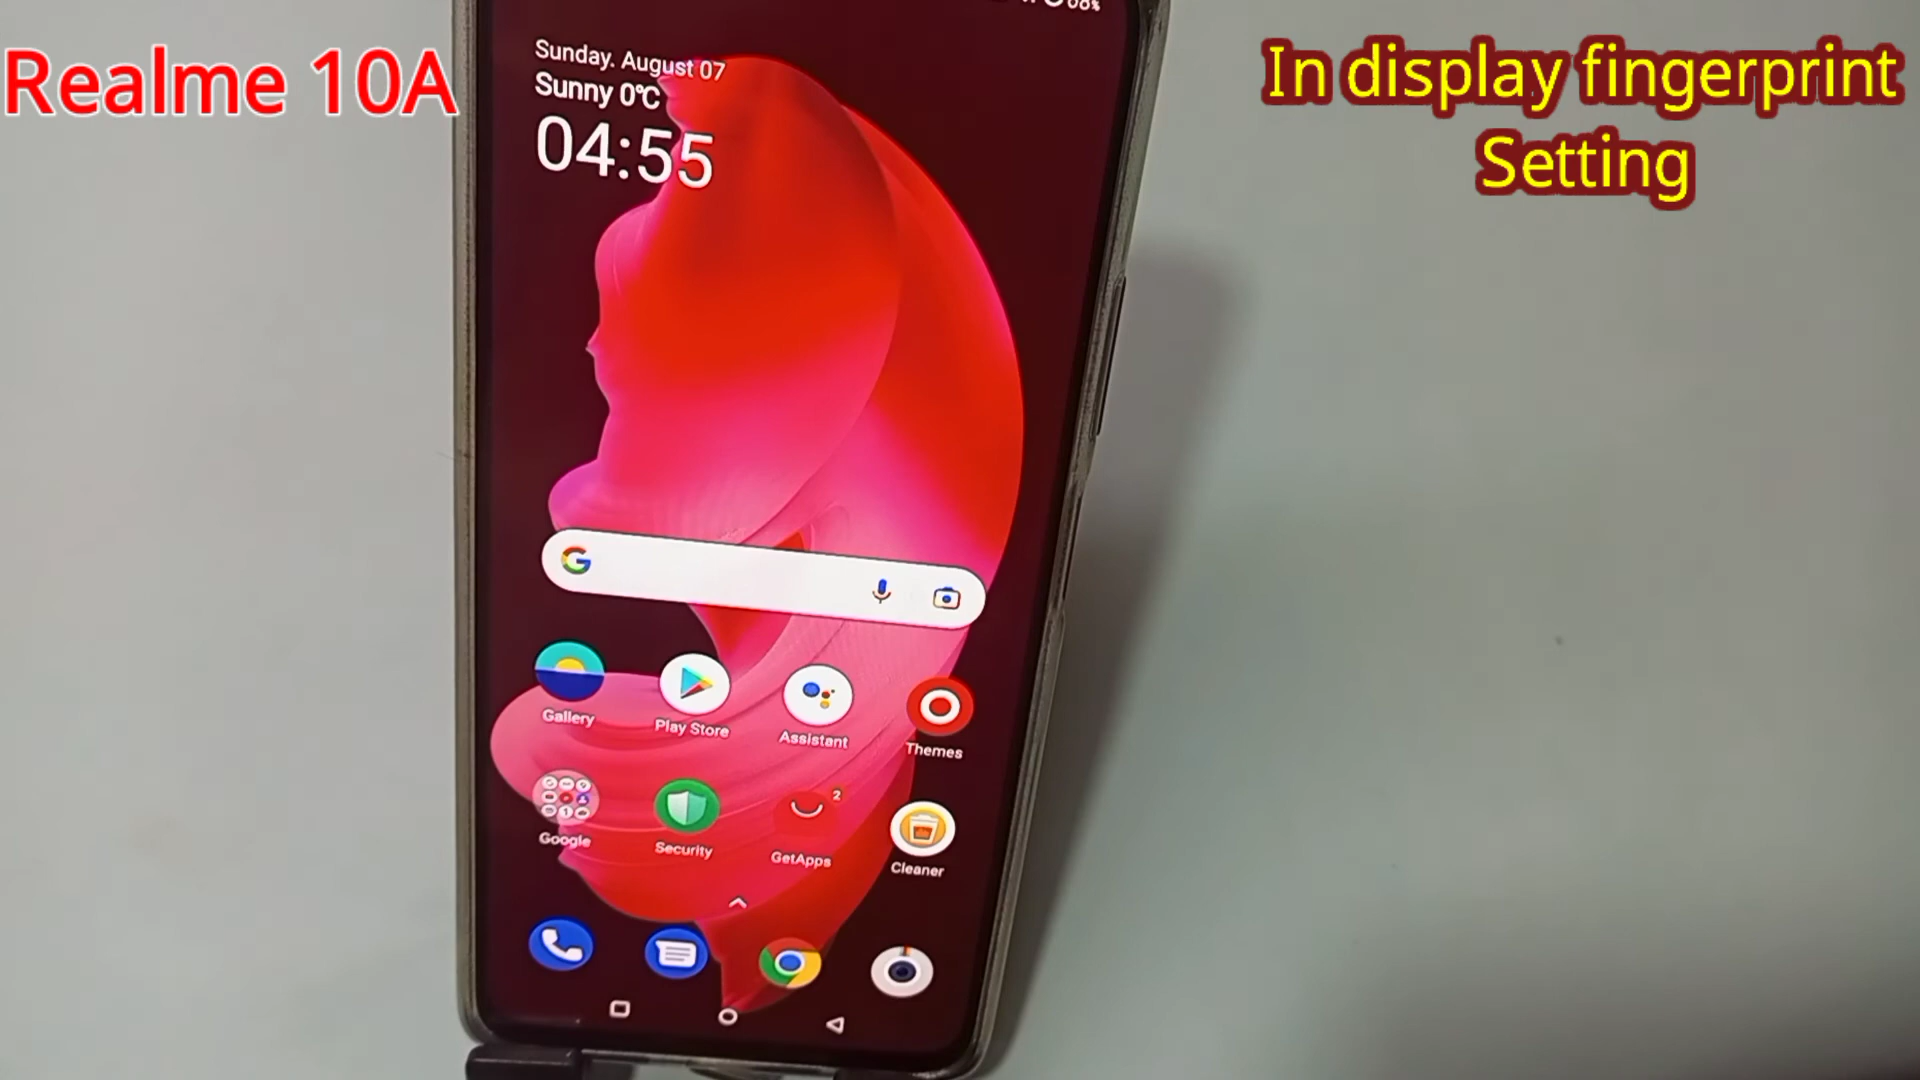 Realme 10A
In display fingerprint
Setting
Sunday. August 07
Sunny 0°C
04:55
Gallery
Play Store
Assistant
Themes
Google
Security
2
GetApps
Cleaner